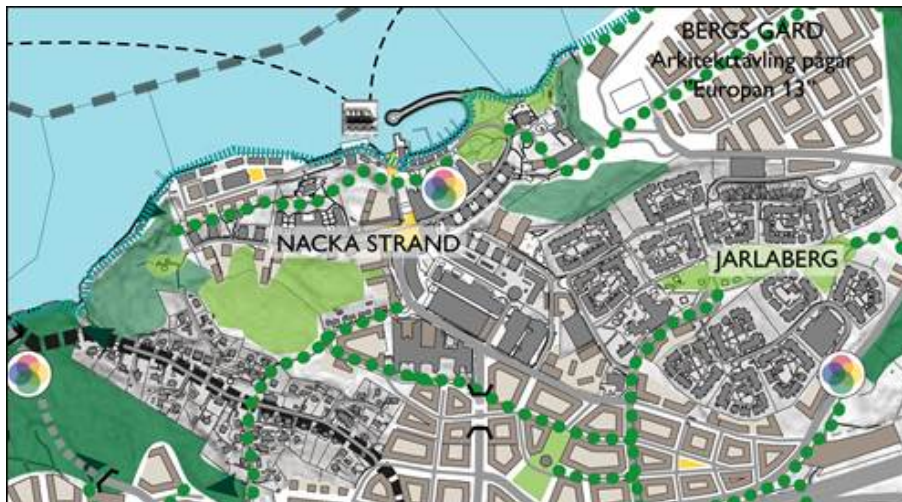 BERGS GÅRD
Arkitekttävling pågår
"Europan 13"
NACKA STRAND
JARLABERG